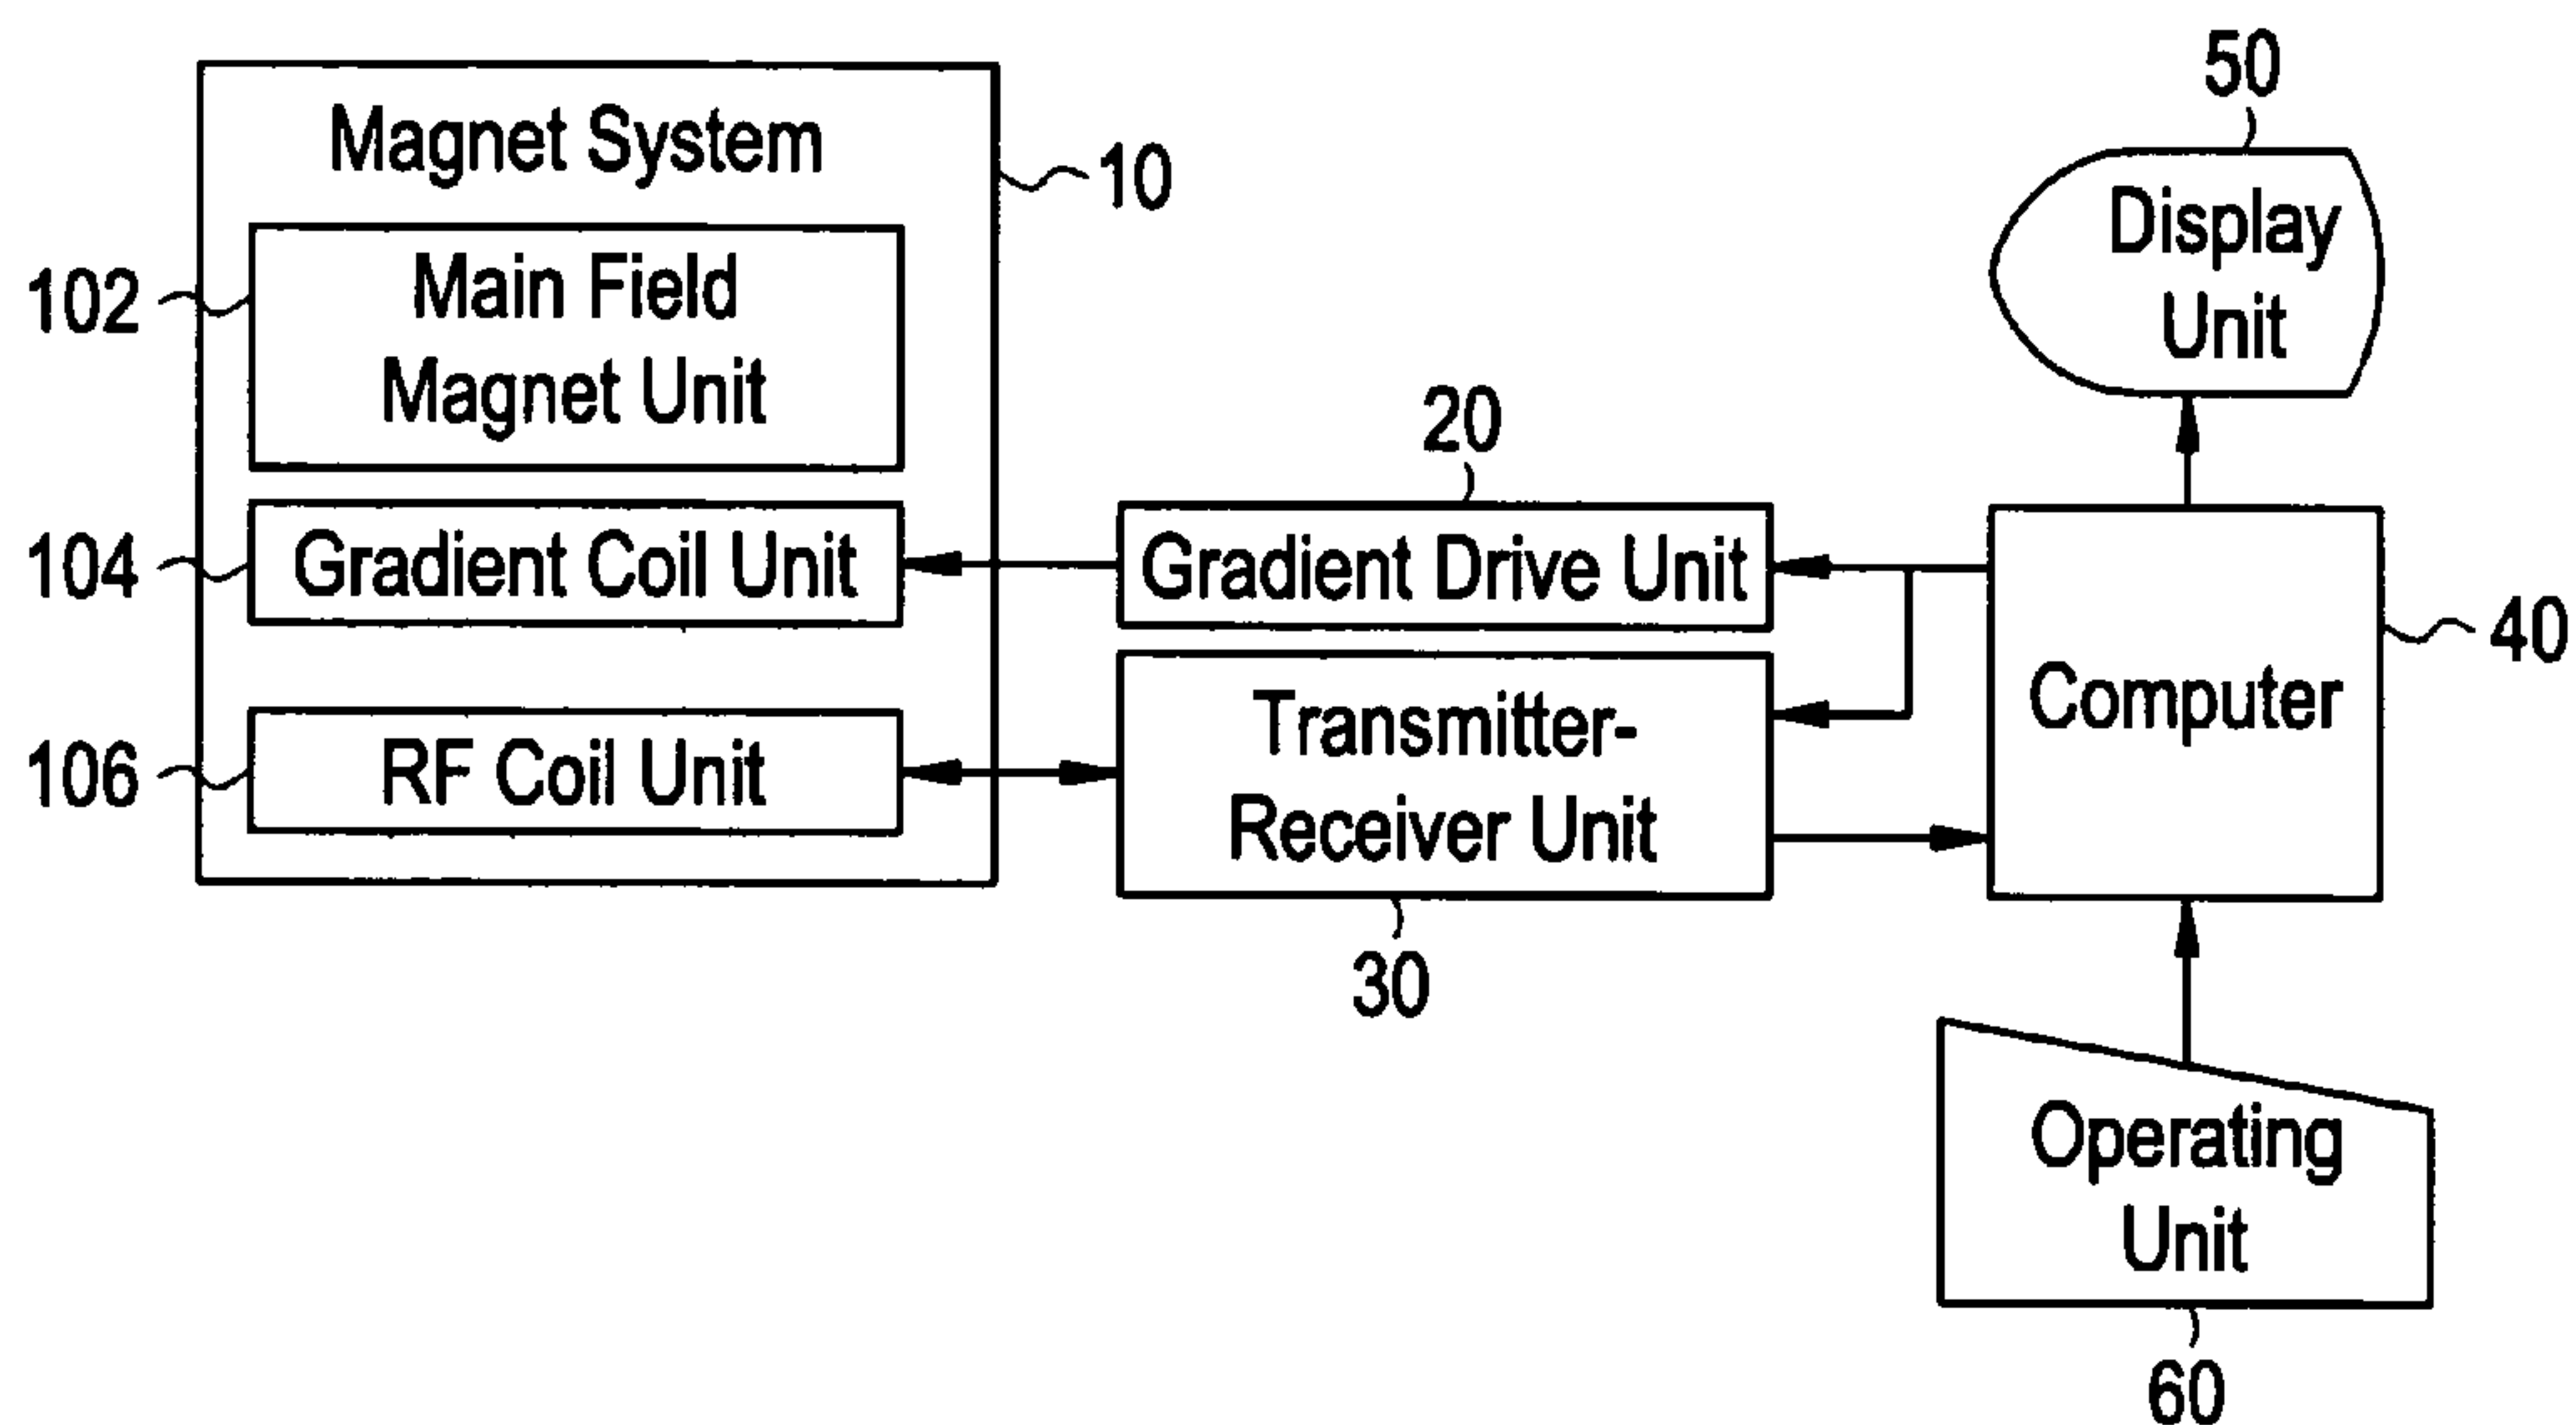 Magnet System
10
102
Main Field
Magnet Unit
104
Gradient Coil Unit
106
RF Coil Unit
20
Gradient Drive Unit
Transmitter-
Receiver Unit
30
50
Display
Unit
Computer
40
Operating
Unit
60